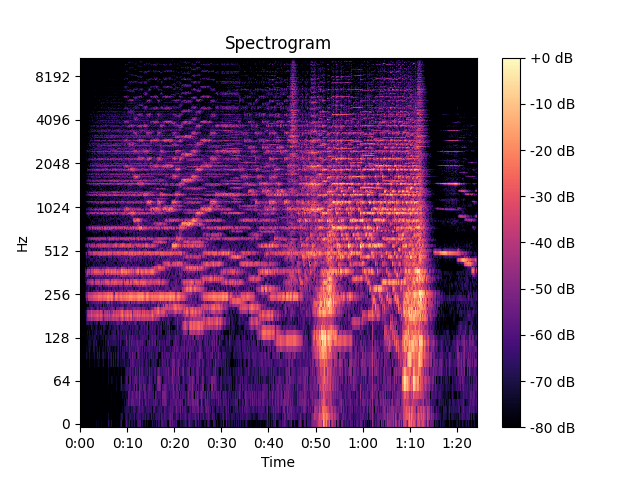 Spectrogram
8192
4096
2048
1024
512
256
128
64
0
Hz
0:00 0:10 0:20 0:30 0:40 0:50 1:00 1:10 1:20
Time
+0 dB
-10 dB
-20 dB
-30 dB
-40 dB
-50 dB
-60 dB
-70 dB
-80 dB